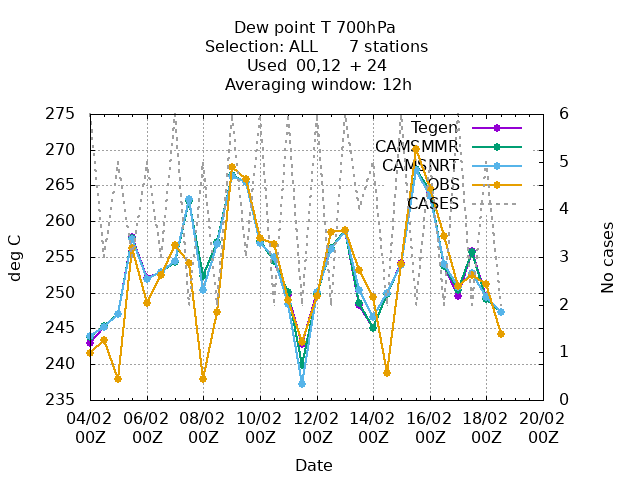 Dew point T 700hPa
Selection: ALL 7 stations
Used 00,12 + 24
Averaging window: 12h
275
270
265
260
255
250
245
240
235
deg C
6
5
4
3
2
1
0
No cases
Tegen
CAMSMMR
CAMSNRT
OBS
CASES
04/02 06/02 08/02 10/02 12/02 14/02 16/02 18/02 20/02
00Z 00Z 00Z 00Z 00Z 00Z 00Z 00Z 00Z
Date